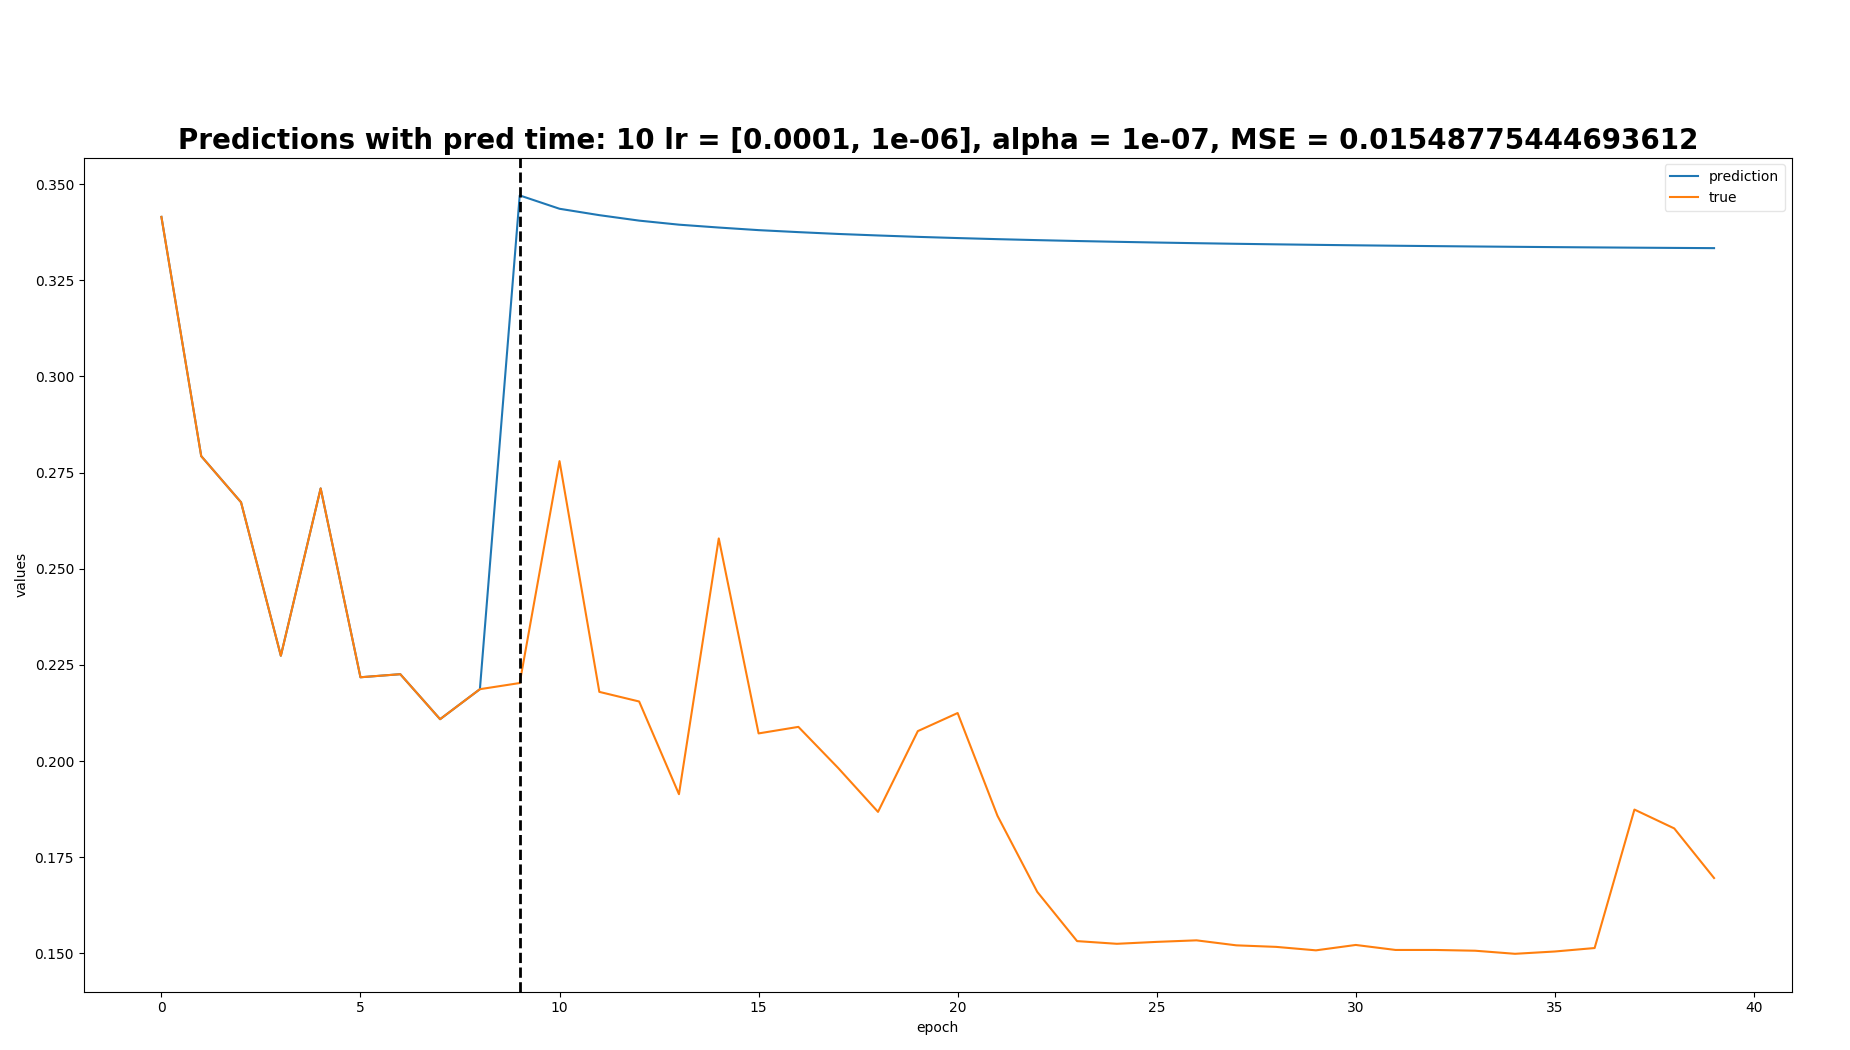 Predictions with pred time: 10 lr = [0.0001, 1e-06], alpha = 1e-07, MSE = 0.01548775444693612
prediction
true
0.350
0.325
0.300
0.275
0.250
0.225
0.200
0.175
0.150
values
0 5 10 15 20 25 30 35 40
epoch